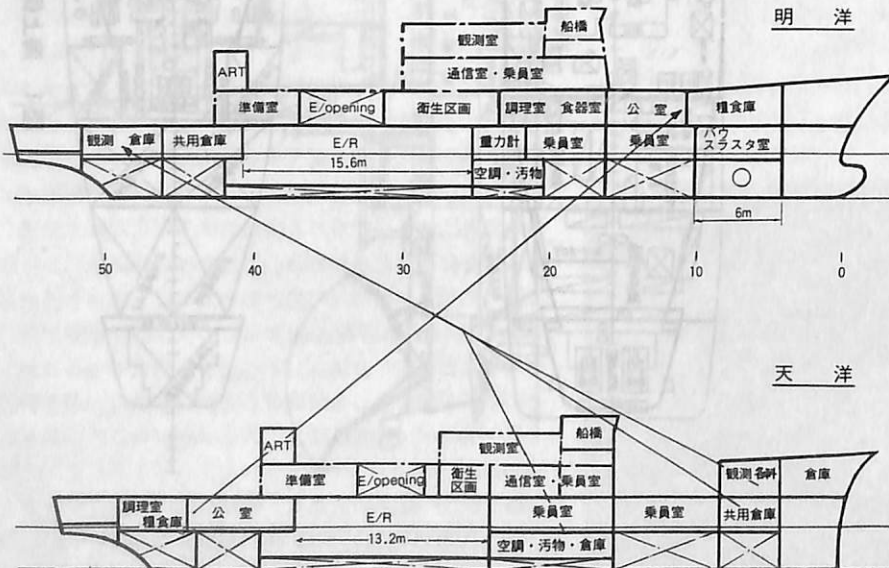 明 洋
船橋
観測室
ART
通信室・乗員室
準備室 E/opening 衛生区画 調理室 食器室 公 室 糧食庫
観測 倉庫 共用倉庫 E/R 重力計 乗員室 乗員室 バウスラスタ室
15.6m 空調・汚物
6m
50 40 30 20 10 0
天 洋
船橋
ART 観測室
準備室 E/opening 衛生区画 通信室・乗員室 倉庫
調理室 糧食庫 公 室 E/R 乗員室 乗員室 共用倉庫
13.2m 空調・汚物・倉庫